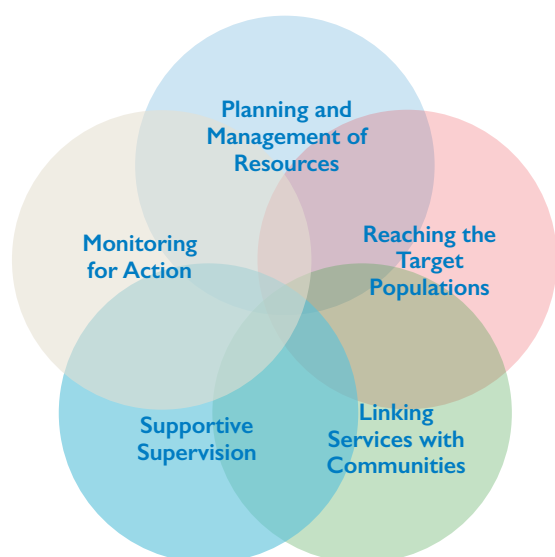 Planning and
Management of
Resources
Monitoring
for Action
Reaching the
Target
Populations
Supportive
Supervision
Linking
Services with
Communities